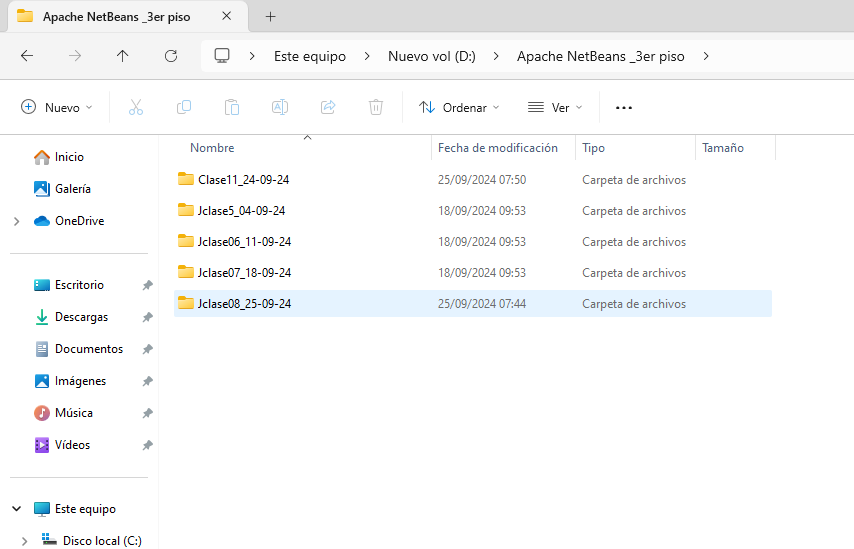 Apache NetBeans _3er piso
Este equipo > Nuevo vol (D:) > Apache NetBeans _3er piso >
Nuevo Ordenar Ver ...
Nombre Fecha de modificación Tipo Tamaño
Inicio
Galería
OneDrive
Escritorio
Descargas
Documentos
Imágenes
Música
Vídeos
Este equipo
Disco local (C:)
Clase11_24-09-24 25/09/2024 07:50 Carpeta de archivos
Jclase5_04-09-24 18/09/2024 09:53 Carpeta de archivos
Jclase06_11-09-24 18/09/2024 09:53 Carpeta de archivos
Jclase07_18-09-24 18/09/2024 09:53 Carpeta de archivos
Jclase08_25-09-24 25/09/2024 07:44 Carpeta de archivos